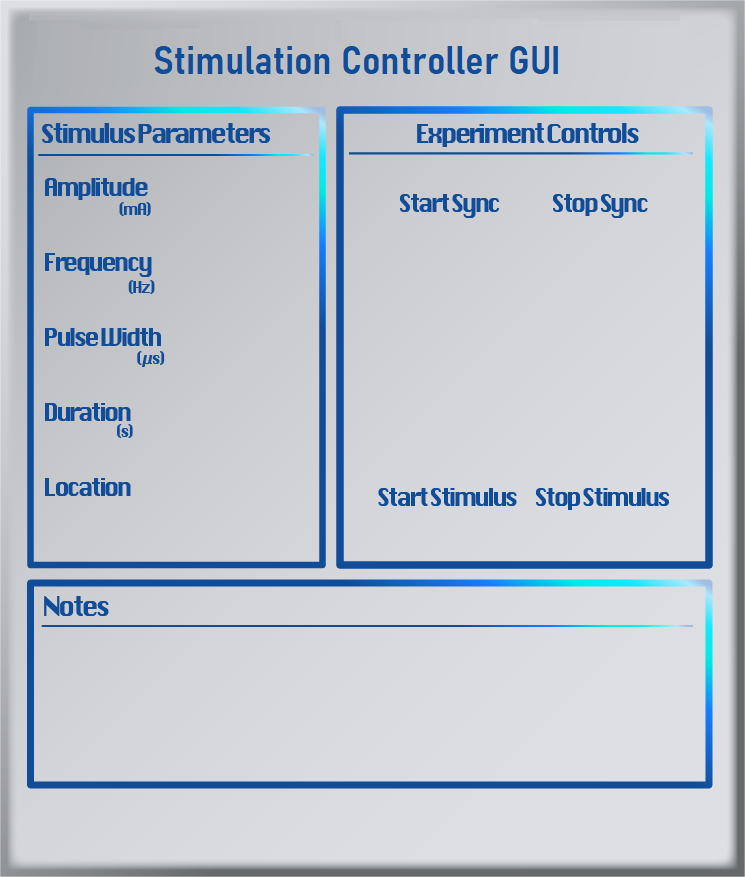 Stimulation Controller GUI
Stimulus Parameters
Amplitude
(mA)
Frequency
(Hz)
Pulse Width
(µs)
Duration
(s)
Location
Experiment Controls
Start Sync Stop Sync
Start Stimulus Stop Stimulus
Notes